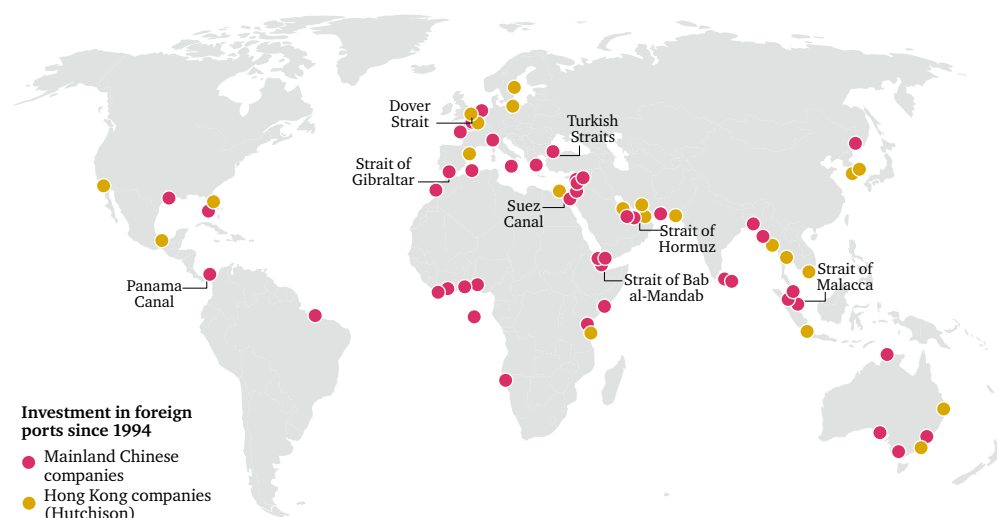 Dover
Strait
Turkish
Straits
Strait of
Gibraltar
Suez
Canal
Strait of
Hormuz
Strait of Bab
al-Mandab
Strait of
Malacca
Panama
Canal
Investment in foreign
ports since 1994
Mainland Chinese
companies
Hong Kong companies
(Hutchison)